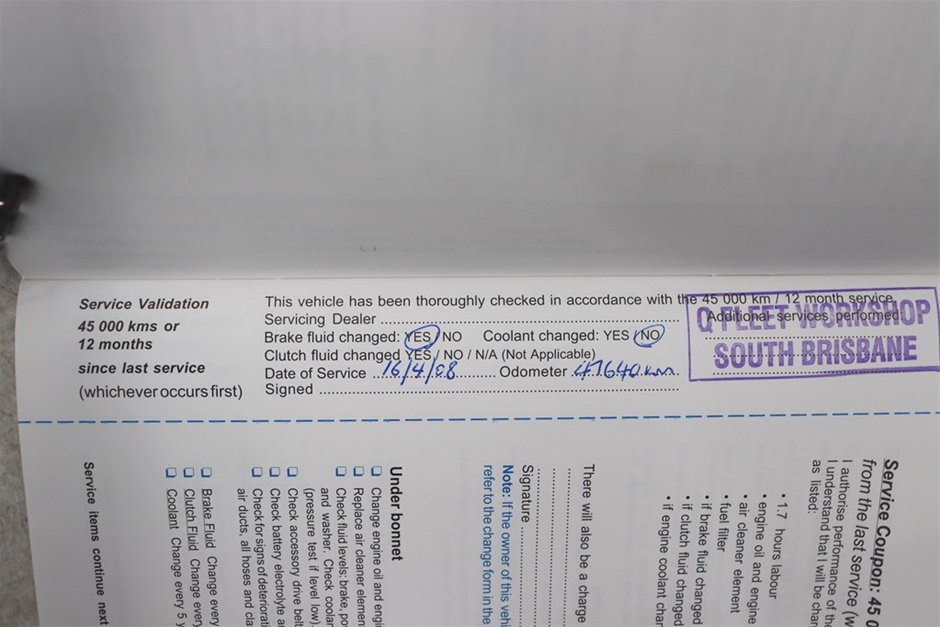 Service Validation
45 000 kms or
12 months
since last service
(whichever occurs first)
This vehicle has been thoroughly checked in accordance with the 45 000 km / 12 month service.
Servicing Dealer
Additional services performed:
Brake fluid changed: YES / NO Coolant changed: YES / NO
Clutch fluid changed YES / NO / N/A (Not Applicable)
Date of Service 16/4/08 Odometer 47640 km.
Signed
Q FLEET WORKSHOP
SOUTH BRISBANE
Service Coupon: 45 0
from the last service (w
I authorise performance of the
I understand that I will be char
as listed:
• 1.7 hours labour
• engine oil and engine
• air cleaner element
• fuel filter
• if brake fluid changed
• if clutch fluid changed
• if engine coolant char
There will also be a charge
Signature
Note: If the owner of this vehi
refer to the change form in the
Under bonnet
Change engine oil and engi
Replace air cleaner elemen
Check fluid levels: brake, po
and washer. Check coolan
(pressure test if level low).
Check accessory drive belt
Check battery electrolyte a
Check for signs of deteriorati
air ducts, all hoses and cla
Brake Fluid Change every
Clutch Fluid Change every
Coolant Change every 5 y
Service items continue next